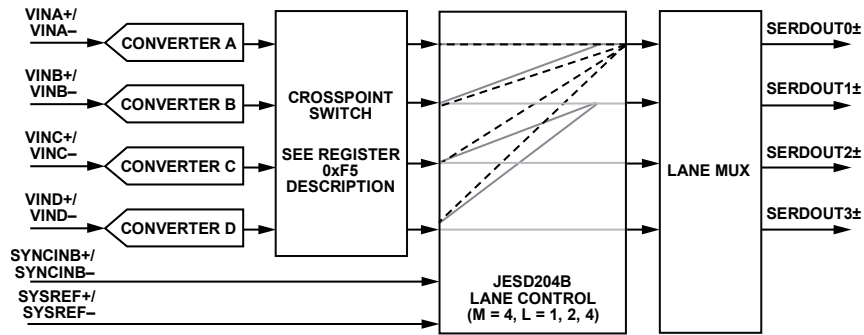 VINA+/
VINA–
CONVERTER A
VINB+/
VINB–
CONVERTER B
VINC+/
VINC–
CONVERTER C
VIND+/
VIND–
CONVERTER D
SYNCINB+/
SYNCINB–
SYSREF+/
SYSREF–
CROSSPOINT
SWITCH
SEE REGISTER
0xF5
DESCRIPTION
JESD204B
LANE CONTROL
(M = 4, L = 1, 2, 4)
LANE MUX
SERDOUT0±
SERDOUT1±
SERDOUT2±
SERDOUT3±